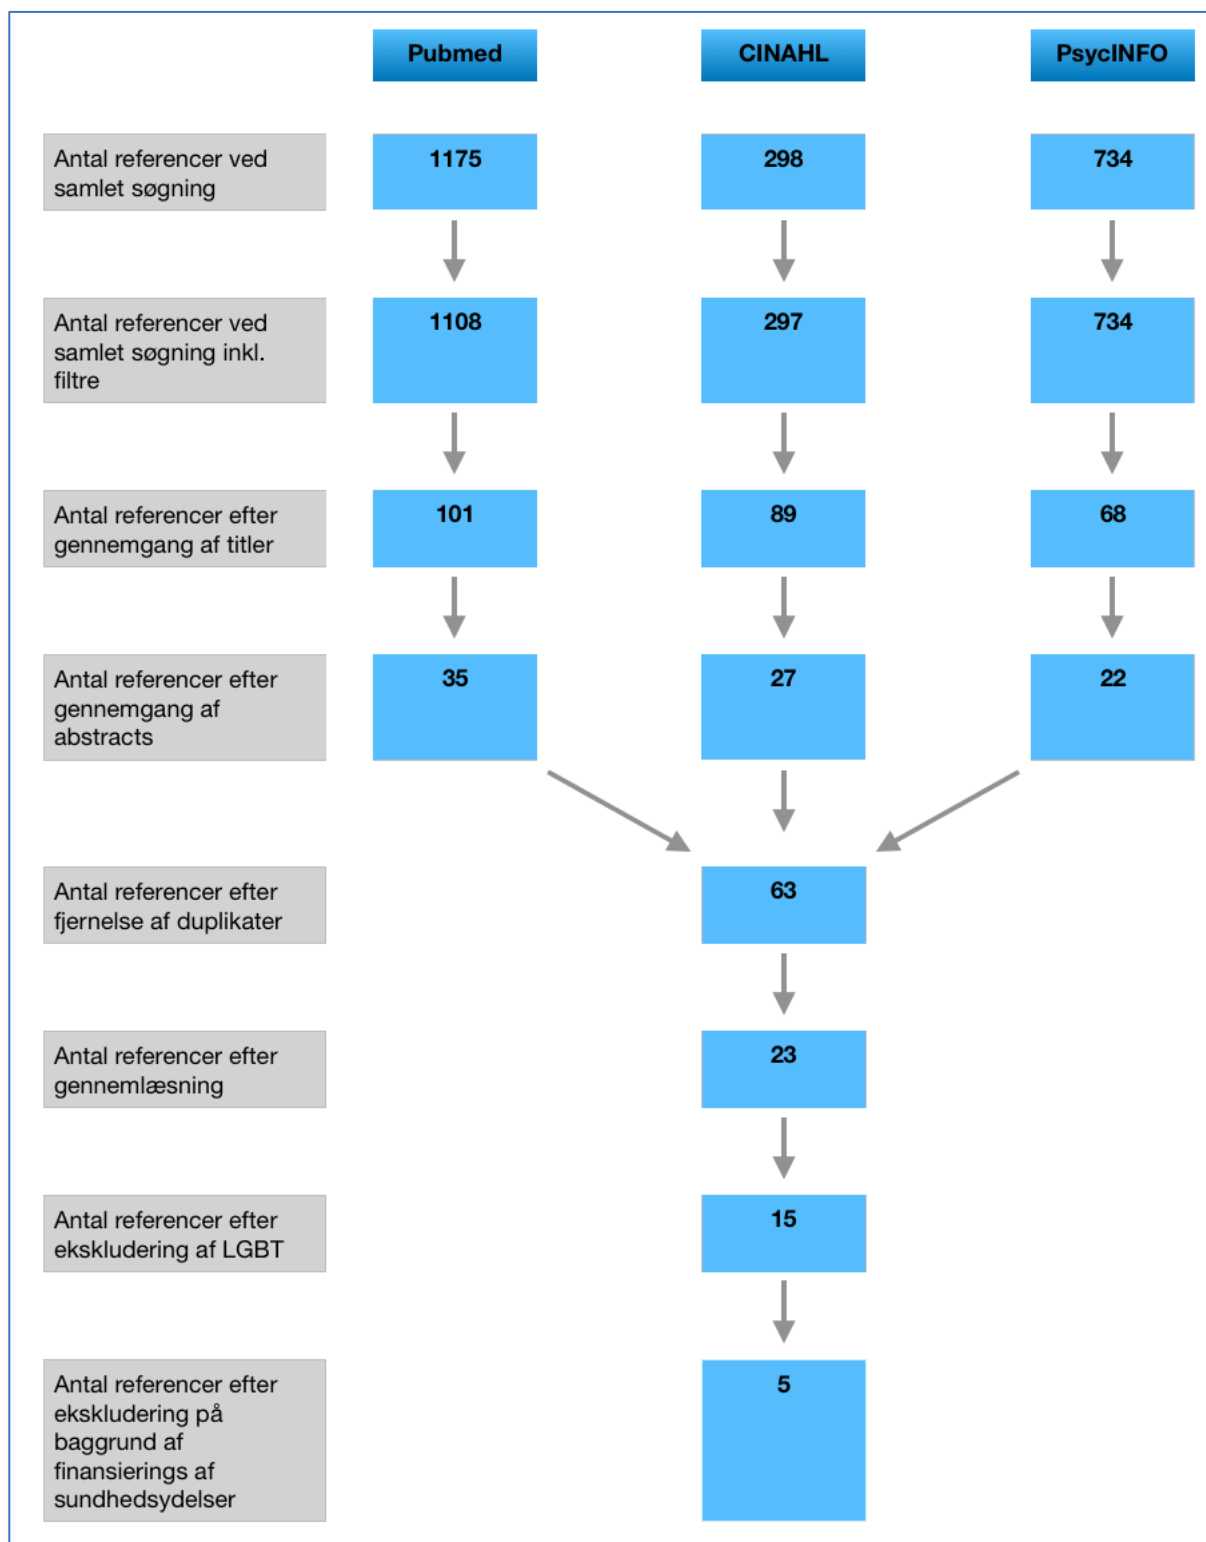 Pubmed CINAHL PsycINFO
Antal referencer ved
samlet søgning
1175 298 734
Antal referencer ved
samlet søgning inkl.
filtre
1108 297 734
Antal referencer efter
gennemgang af titler
101 89 68
Antal referencer efter
gennemgang af
abstracts
35 27 22
Antal referencer efter
fjernelse af duplikater
63
Antal referencer efter
gennemlæsning
23
Antal referencer efter
ekskludering af LGBT
15
Antal referencer efter
ekskludering på
baggrund af
finansierings af
sundhedsydelser
5